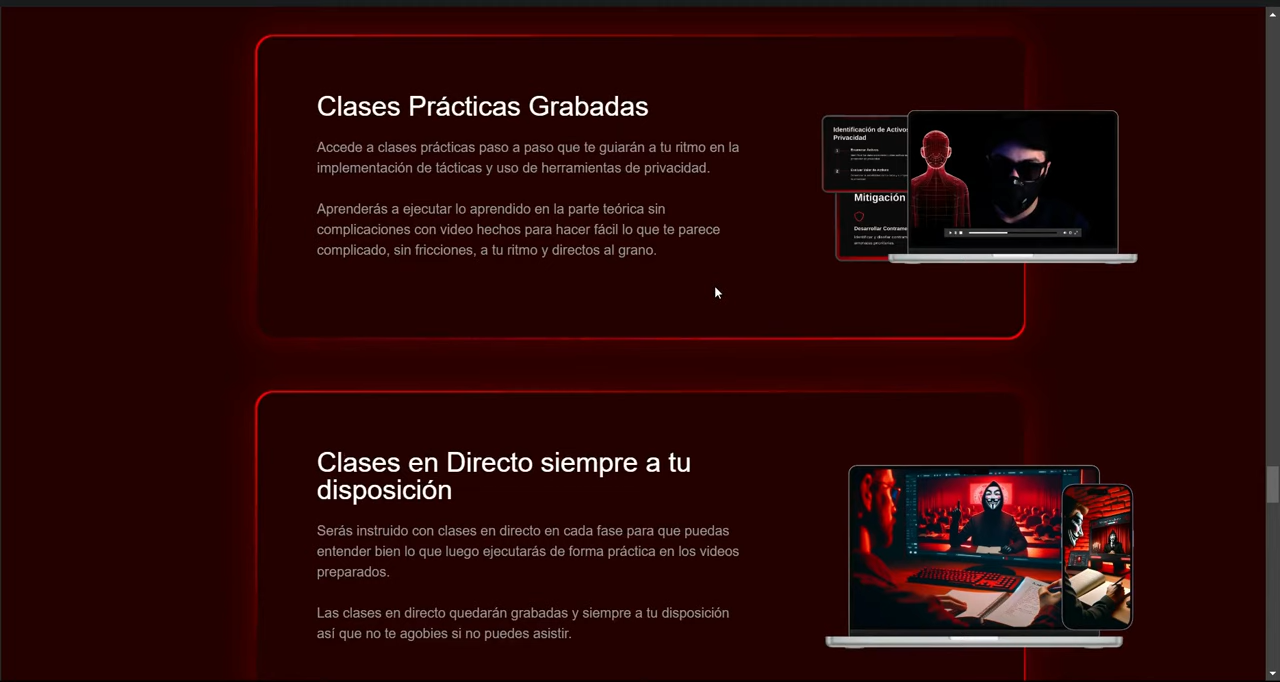 Clases Prácticas Grabadas
Accede a clases prácticas paso a paso que te guiarán a tu ritmo en la
implementación de tácticas y uso de herramientas de privacidad.
Aprenderás a ejecutar lo aprendido en la parte teórica sin
complicaciones con video hechos para hacer fácil lo que te parece
complicado, sin fricciones, a tu ritmo y directos al grano.
Identificación de Activos
Privacidad
1
2
Mitigación
Clases en Directo siempre a tu
disposición
Serás instruido con clases en directo en cada fase para que puedas
entender bien lo que luego ejecutarás de forma práctica en los videos
preparados.
Las clases en directo quedarán grabadas y siempre a tu disposición
así que no te agobies si no puedes asistir.